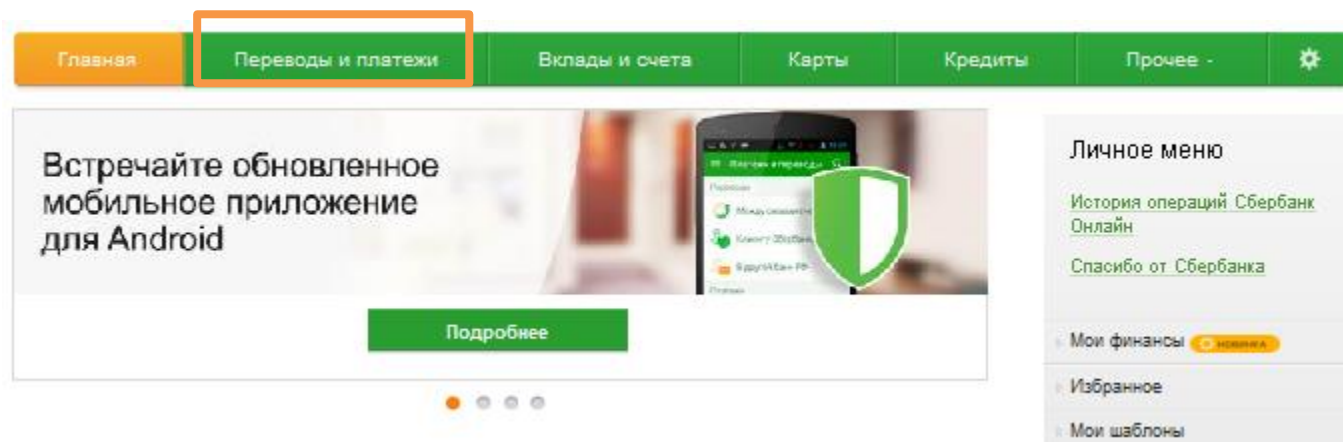 Главная
Переводы и платежи
Вклады и счета
Карты
Кредиты
Прочее -
Встречайте обновленное
мобильное приложение
для Android
Подробнее
Личное меню
История операций Сбербанк
Онлайн
Спасибо от Сбербанка
Мои финансы НОВИНКА
Избранное
Мои шаблоны